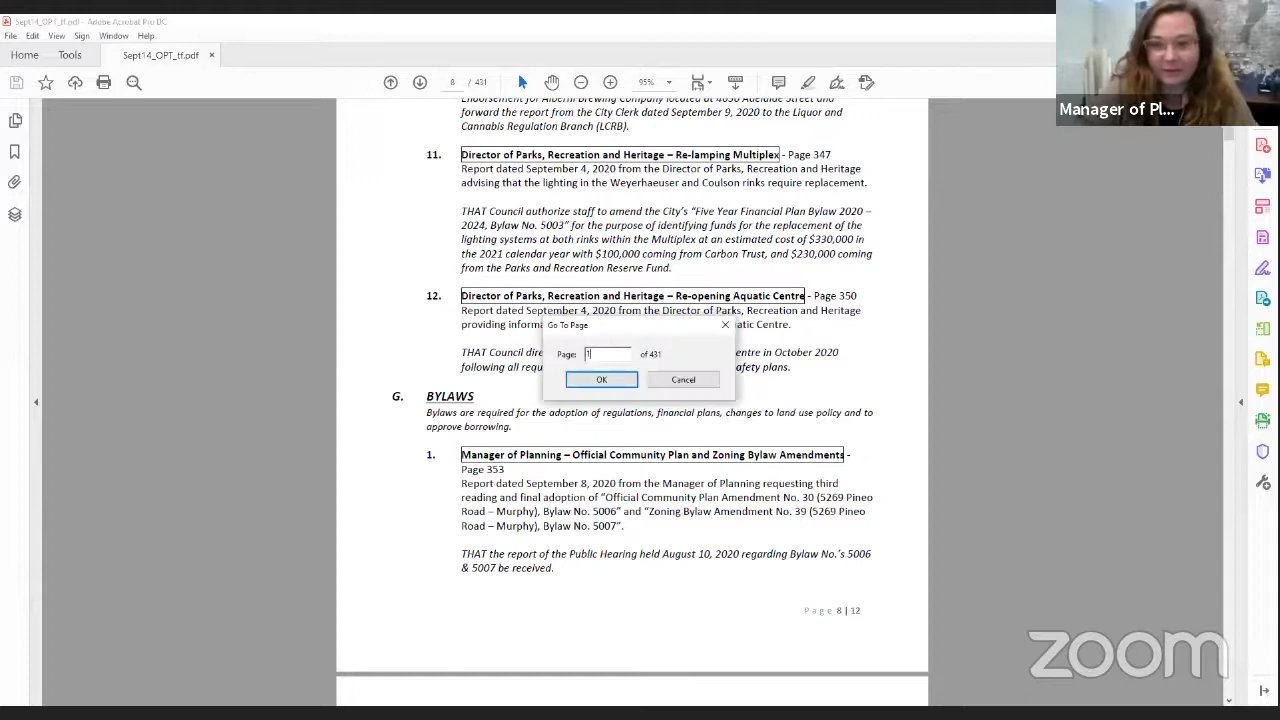 Sept14_OPT_tf.pdf - Adobe Acrobat Pro DC
File Edit View Sign Window Help
Home Tools Sept14_OPT_tf.pdf ×
8 / 431 95%
Endorsement for Alberni Brewing Company located at 4630 Adelaide Street and
forward the report from the City Clerk dated September 9, 2020 to the Liquor and
Cannabis Regulation Branch (LCRB).
11. Director of Parks, Recreation and Heritage – Re-lamping Multiplex - Page 347
Report dated September 4, 2020 from the Director of Parks, Recreation and Heritage
advising that the lighting in the Weyerhaeuser and Coulson rinks require replacement.
THAT Council authorize staff to amend the City's "Five Year Financial Plan Bylaw 2020 –
2024, Bylaw No. 5003" for the purpose of identifying funds for the replacement of the
lighting systems at both rinks within the Multiplex at an estimated cost of $330,000 in
the 2021 calendar year with $100,000 coming from Carbon Trust, and $230,000 coming
from the Parks and Recreation Reserve Fund.
12. Director of Parks, Recreation and Heritage – Re-opening Aquatic Centre - Page 350
Report dated September 4, 2020 from the Director of Parks, Recreation and Heritage
providing informa atic Centre.
THAT Council dire entre in October 2020
following all requ safety plans.
Go To Page
Page: 1 of 431
OK Cancel
G. BYLAWS
Bylaws are required for the adoption of regulations, financial plans, changes to land use policy and to
approve borrowing.
1. Manager of Planning – Official Community Plan and Zoning Bylaw Amendments -
Page 353
Report dated September 8, 2020 from the Manager of Planning requesting third
reading and final adoption of "Official Community Plan Amendment No. 30 (5269 Pineo
Road – Murphy), Bylaw No. 5006" and "Zoning Bylaw Amendment No. 39 (5269 Pineo
Road – Murphy), Bylaw No. 5007".
THAT the report of the Public Hearing held August 10, 2020 regarding Bylaw No.'s 5006
& 5007 be received.
Page 8 | 12
Manager of Pl...
zoom